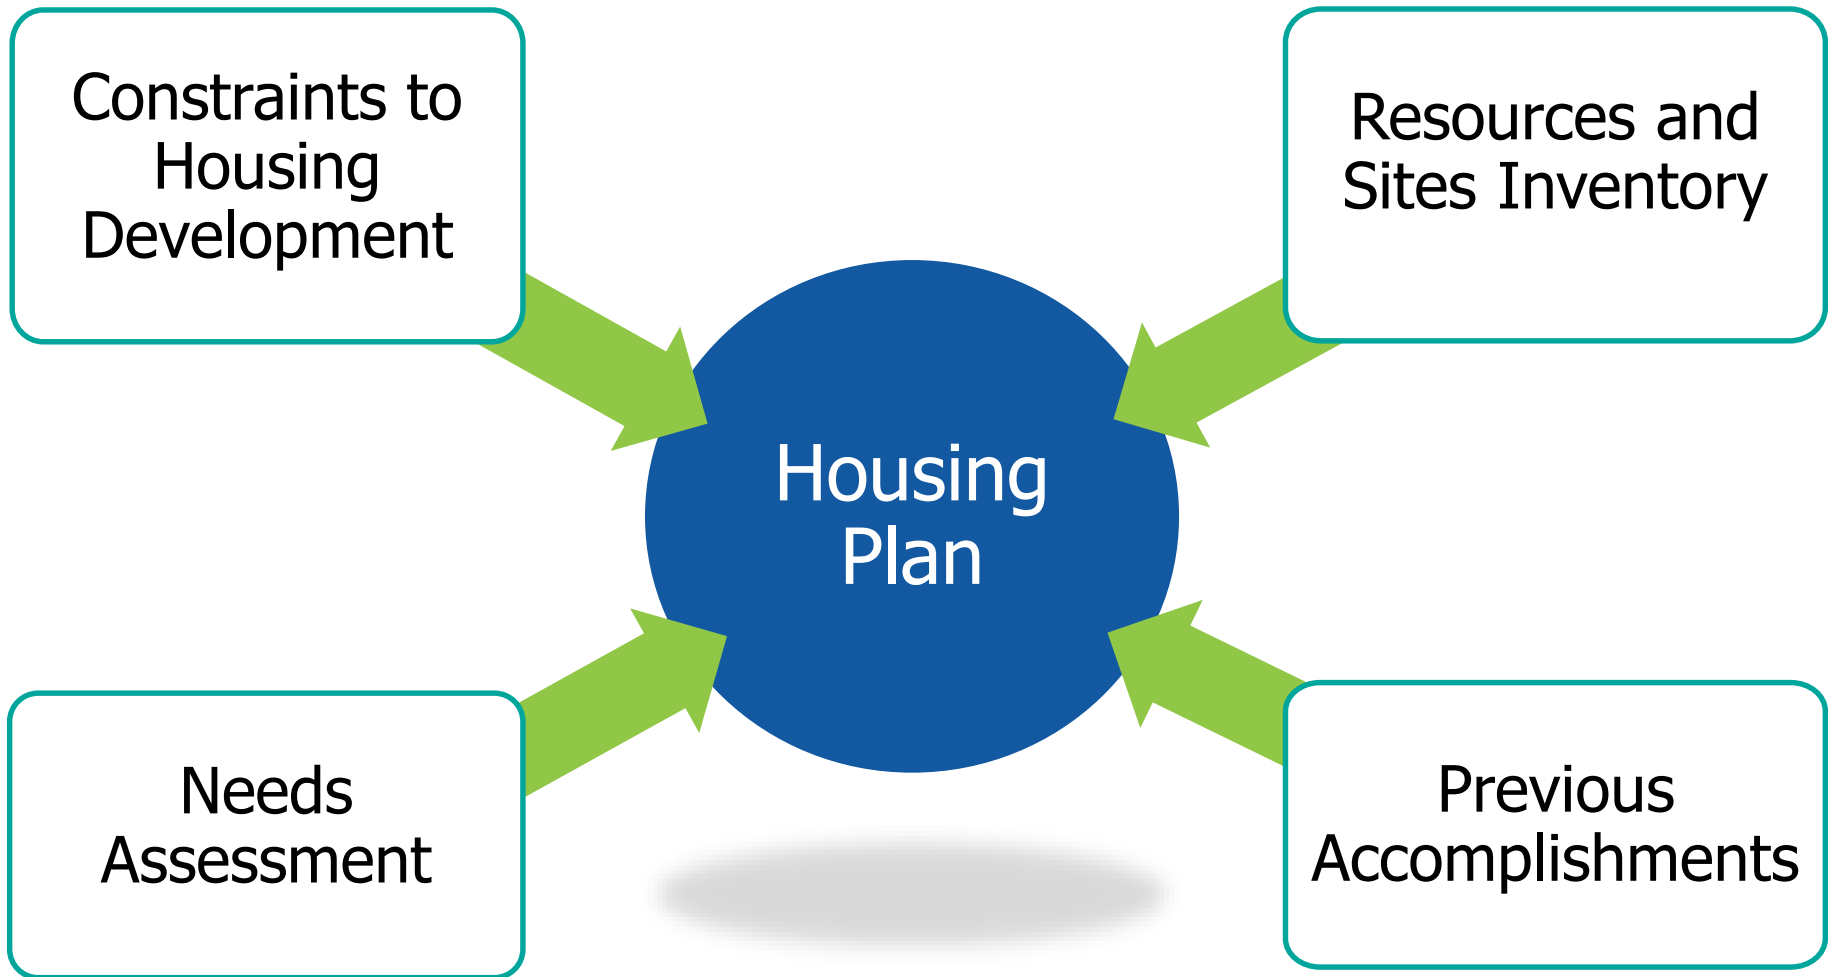 Constraints to
Housing
Development
Resources and
Sites Inventory
Housing
Plan
Needs
Assessment
Previous
Accomplishments